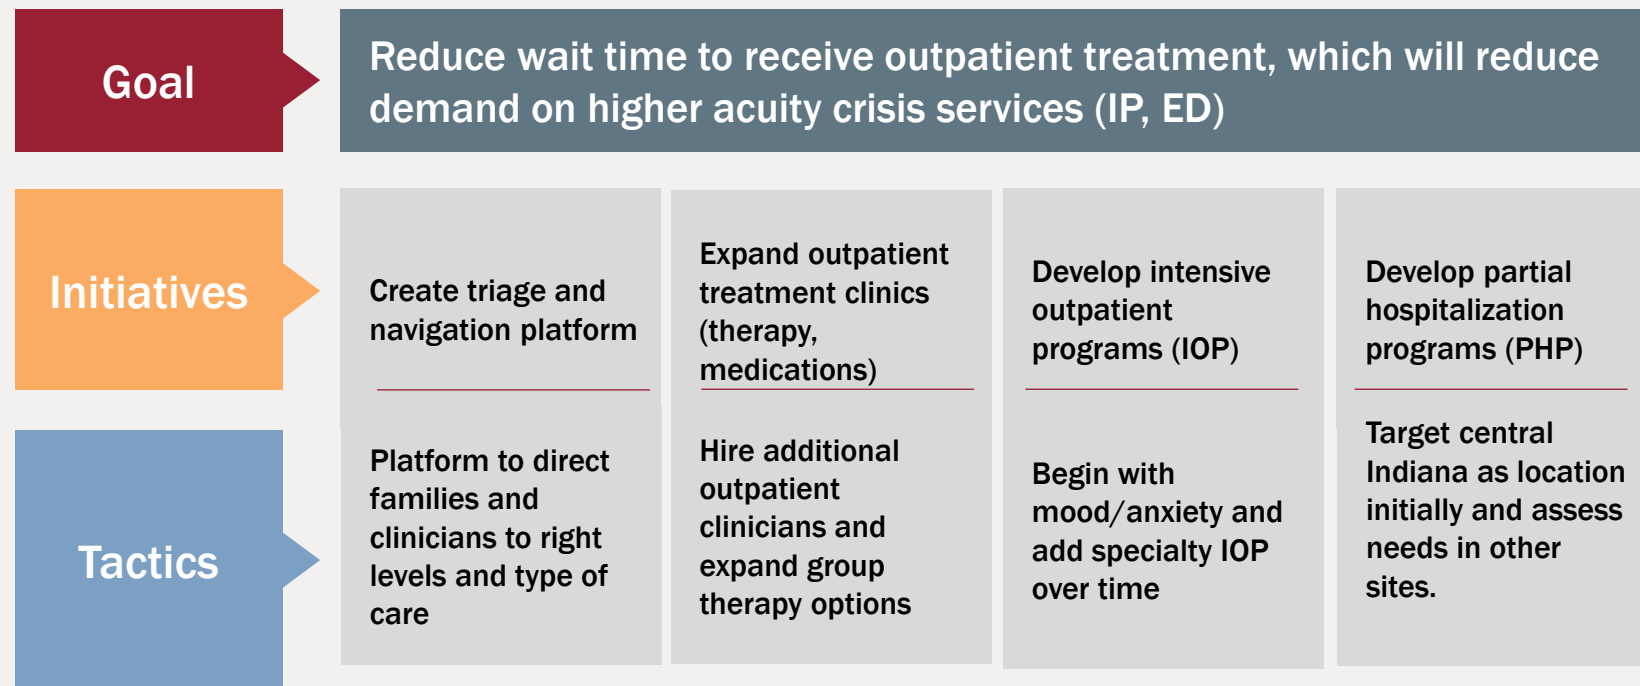 Goal
Reduce wait time to receive outpatient treatment, which will reduce
demand on higher acuity crisis services (IP, ED)
Initiatives
Create triage and
navigation platform
Expand outpatient
treatment clinics
(therapy,
medications)
Develop intensive
outpatient
programs (IOP)
Develop partial
hospitalization
programs (PHP)
Tactics
Platform to direct
families and
clinicians to right
levels and type of
care
Hire additional
outpatient
clinicians and
expand group
therapy options
Begin with
mood/anxiety and
add specialty IOP
over time
Target central
Indiana as location
initially and assess
needs in other
sites.